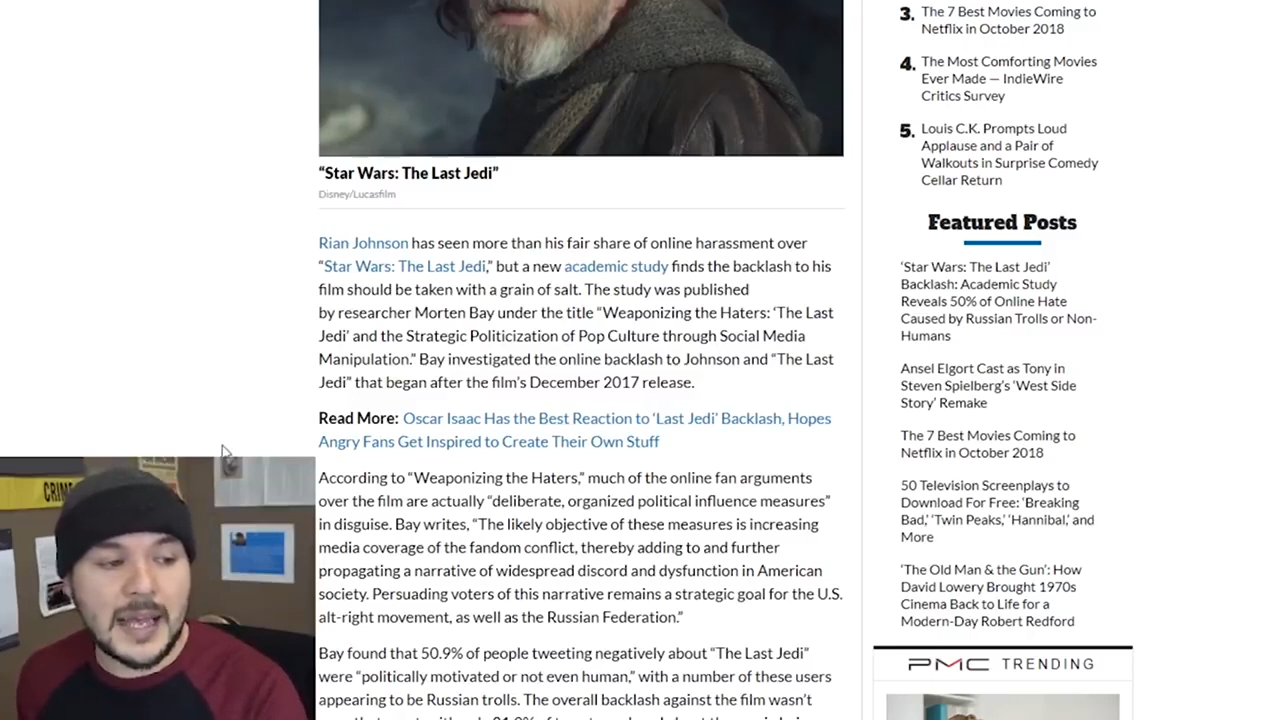 "Star Wars: The Last Jedi"
Disney/Lucasfilm
Rian Johnson has seen more than his fair share of online harassment over
"Star Wars: The Last Jedi," but a new academic study finds the backlash to his
film should be taken with a grain of salt. The study was published
by researcher Morten Bay under the title "Weaponizing the Haters: 'The Last
Jedi' and the Strategic Politicization of Pop Culture through Social Media
Manipulation." Bay investigated the online backlash to Johnson and "The Last
Jedi" that began after the film's December 2017 release.
Read More: Oscar Isaac Has the Best Reaction to 'Last Jedi' Backlash, Hopes
Angry Fans Get Inspired to Create Their Own Stuff
According to "Weaponizing the Haters," much of the online fan arguments
over the film are actually "deliberate, organized political influence measures"
in disguise. Bay writes, "The likely objective of these measures is increasing
media coverage of the fandom conflict, thereby adding to and further
propagating a narrative of widespread discord and dysfunction in American
society. Persuading voters of this narrative remains a strategic goal for the U.S.
alt-right movement, as well as the Russian Federation."
Bay found that 50.9% of people tweeting negatively about "The Last Jedi"
were "politically motivated or not even human," with a number of these users
appearing to be Russian trolls. The overall backlash against the film wasn't
3. The 7 Best Movies Coming to
Netflix in October 2018
4. The Most Comforting Movies
Ever Made — IndieWire
Critics Survey
5. Louis C.K. Prompts Loud
Applause and a Pair of
Walkouts in Surprise Comedy
Cellar Return
Featured Posts
'Star Wars: The Last Jedi'
Backlash: Academic Study
Reveals 50% of Online Hate
Caused by Russian Trolls or Non-
Humans
Ansel Elgort Cast as Tony in
Steven Spielberg's 'West Side
Story' Remake
The 7 Best Movies Coming to
Netflix in October 2018
50 Television Screenplays to
Download For Free: 'Breaking
Bad,' 'Twin Peaks,' 'Hannibal,' and
More
'The Old Man & the Gun': How
David Lowery Brought 1970s
Cinema Back to Life for a
Modern-Day Robert Redford
PMC TRENDING
CRIME